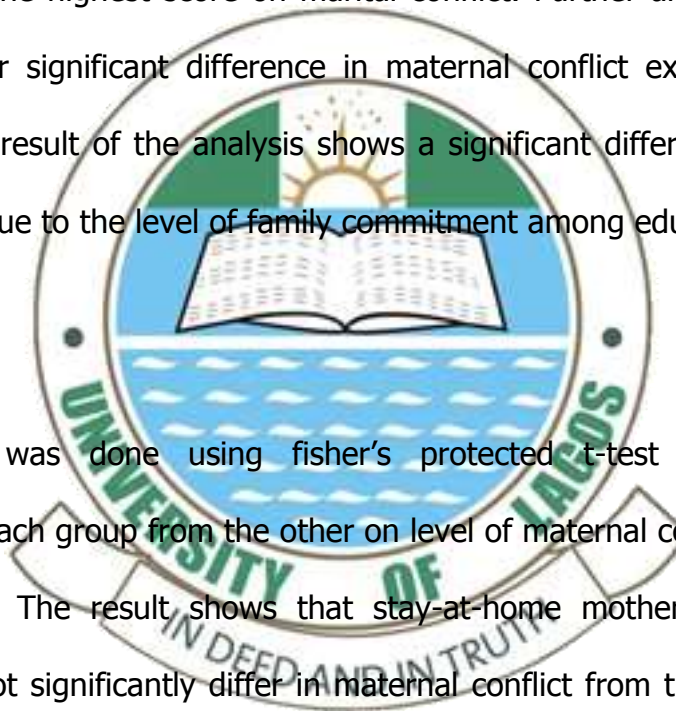 the highest score on marital conflict. Further an
r significant difference in maternal conflict ex
result of the analysis shows a significant differ
ue to the level of family commitment among edu
was done using fisher's protected t-test
ach group from the other on level of maternal co
The result shows that stay-at-home mother
ot significantly differ in maternal conflict from t
UNIVERSITY OF LAGOS
IN DEED AND IN TRUTH